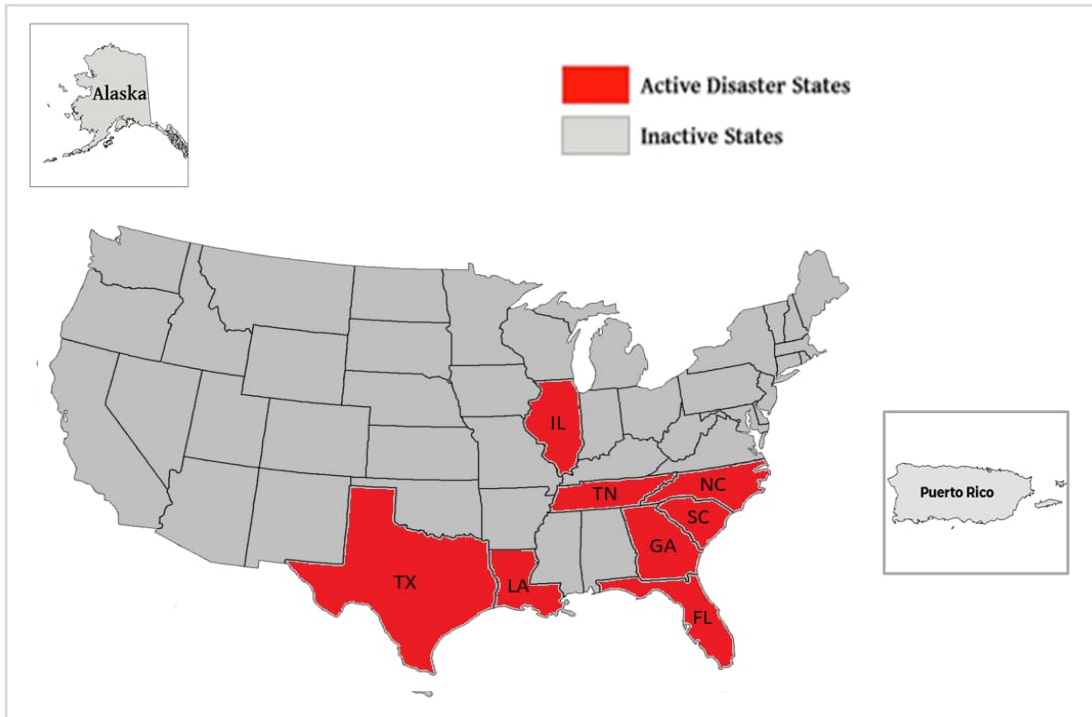 Alaska
Active Disaster States
Inactive States
IL
TN
NC
SC
GA
TX
LA
FL
Puerto Rico